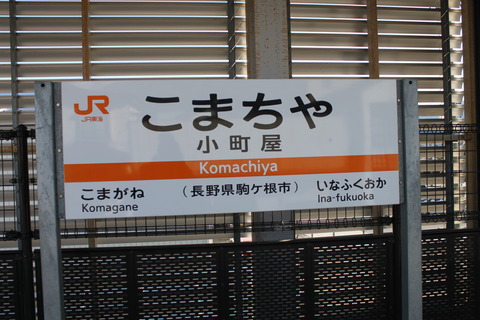 JR
JR東海
こまちや
小町屋
Komachiya
こまがね
Komagane
（長野県駒ケ根市）
いなふくおか
Ina-fukuoka